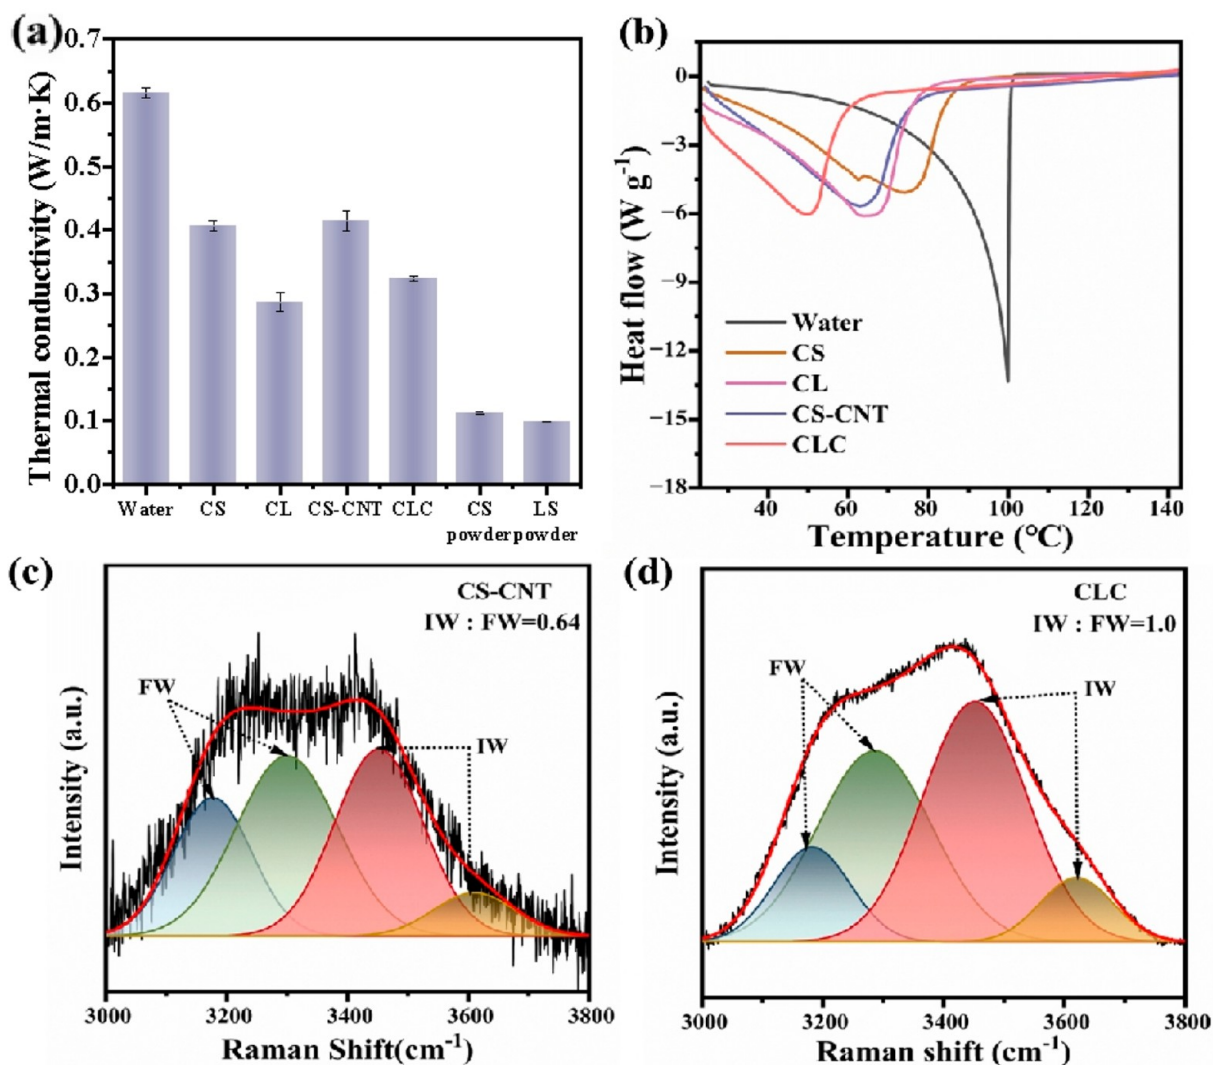 (a)
Thermal conductivity (W/m·K)
0.7
0.6
0.5
0.4
0.3
0.2
0.1
0.0
Water CS CL CS-CNT CLC CS powder LS powder
(b)
Heat flow (W g⁻¹)
0
−3
−6
−9
−12
−15
−18
Water
CS
CL
CS-CNT
CLC
40 60 80 100 120 140
Temperature (°C)
(c)
CS-CNT
IW : FW=0.64
FW
IW
Intensity (a.u.)
3000 3200 3400 3600 3800
Raman Shift(cm⁻¹)
(d)
CLC
IW : FW=1.0
FW
IW
Intensity (a.u.)
3000 3200 3400 3600 3800
Raman shift (cm⁻¹)